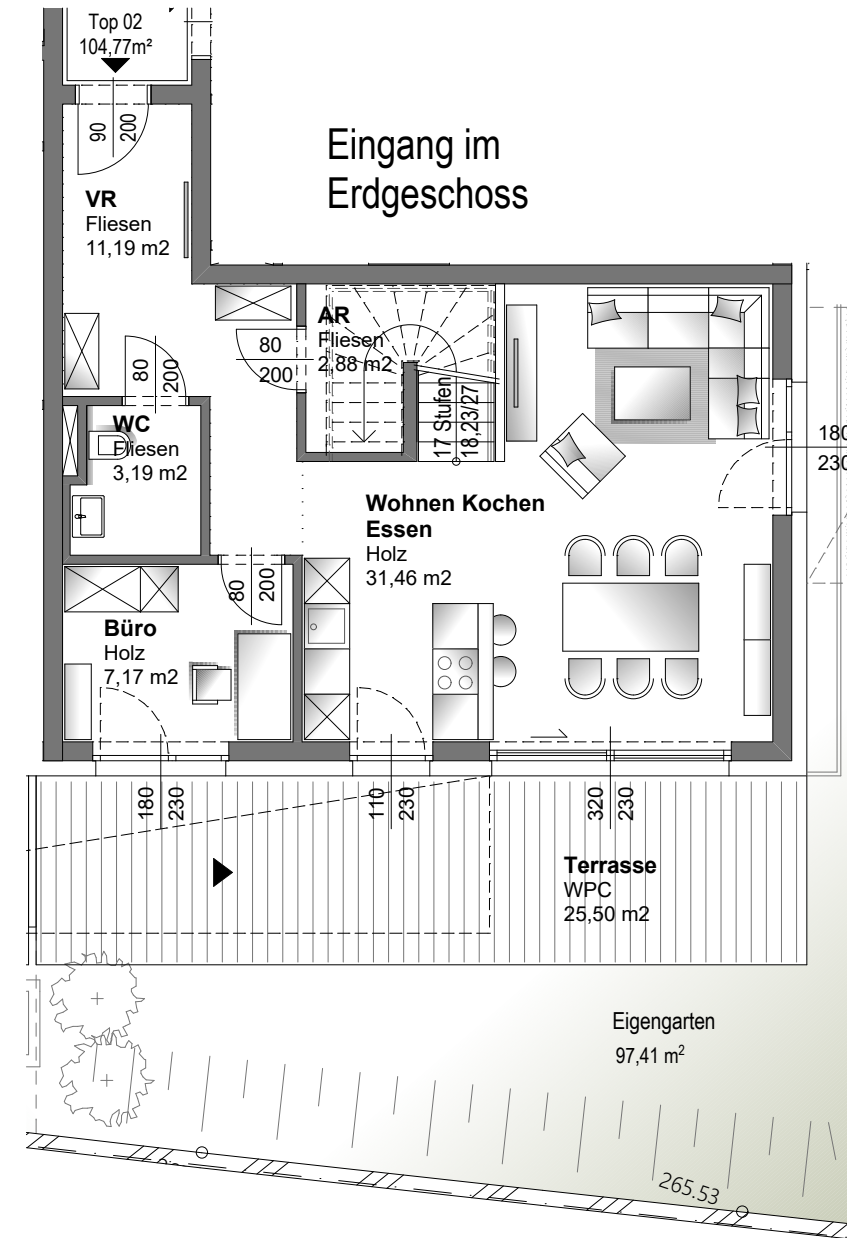 Top 02
104,77m²
90
200
Eingang im
Erdgeschoss
VR
Fliesen
11,19 m2
80
200
AR
Fliesen
2,88 m2
80
200
17 Stufen
18,23/27
WC
Fliesen
3,19 m2
180
230
Wohnen Kochen
Essen
Holz
31,46 m2
80
200
Büro
Holz
7,17 m2
180
230
110
230
320
230
Terrasse
WPC
25,50 m2
Eigengarten
97,41 m²
265.53